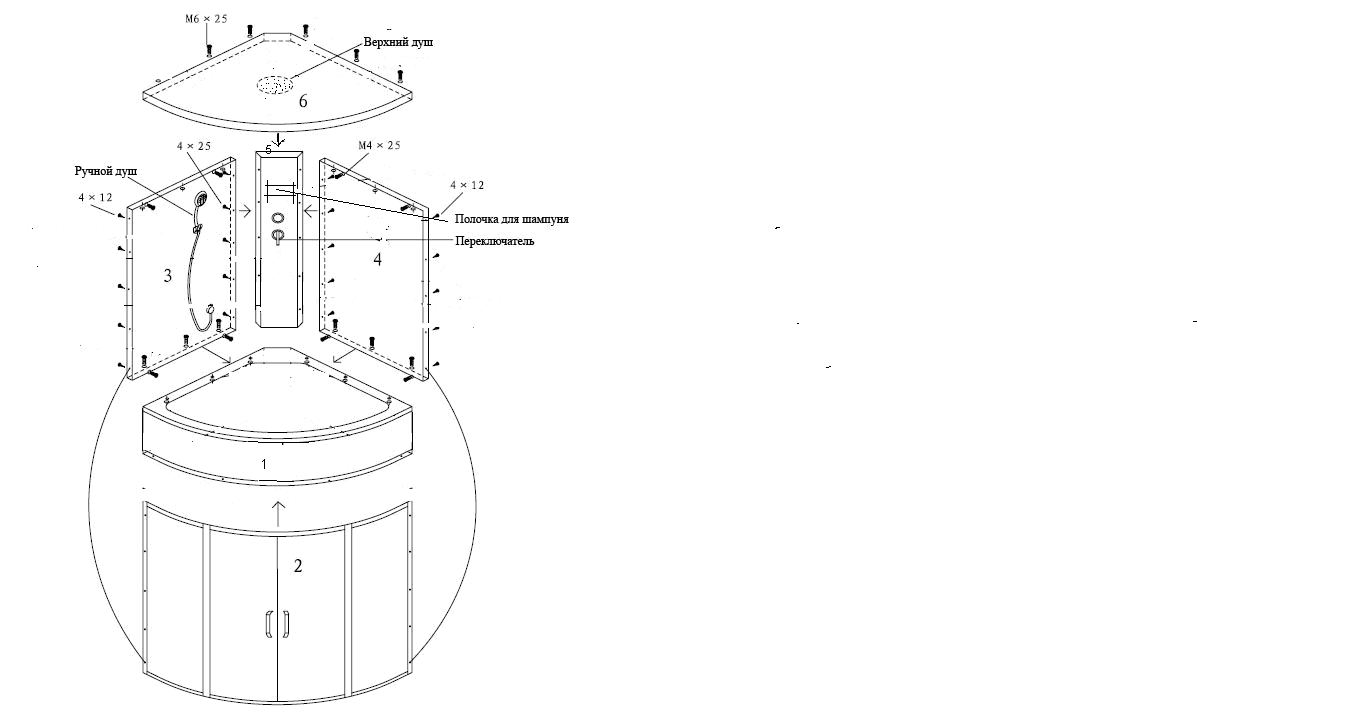 M6 × 25
Верхний душ
6
4 × 25
5
M4 × 25
Ручной душ
4 × 12
4 × 12
Полочка для шампуня
Переключатель
3
4
1
2